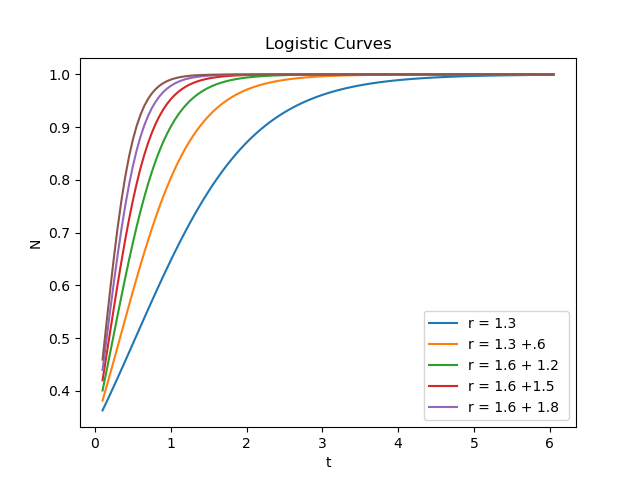 Logistic Curves
N
1.0
0.9
0.8
0.7
0.6
0.5
0.4
r = 1.3
r = 1.3 +.6
r = 1.6 + 1.2
r = 1.6 +1.5
r = 1.6 + 1.8
0 1 2 3 4 5 6
t